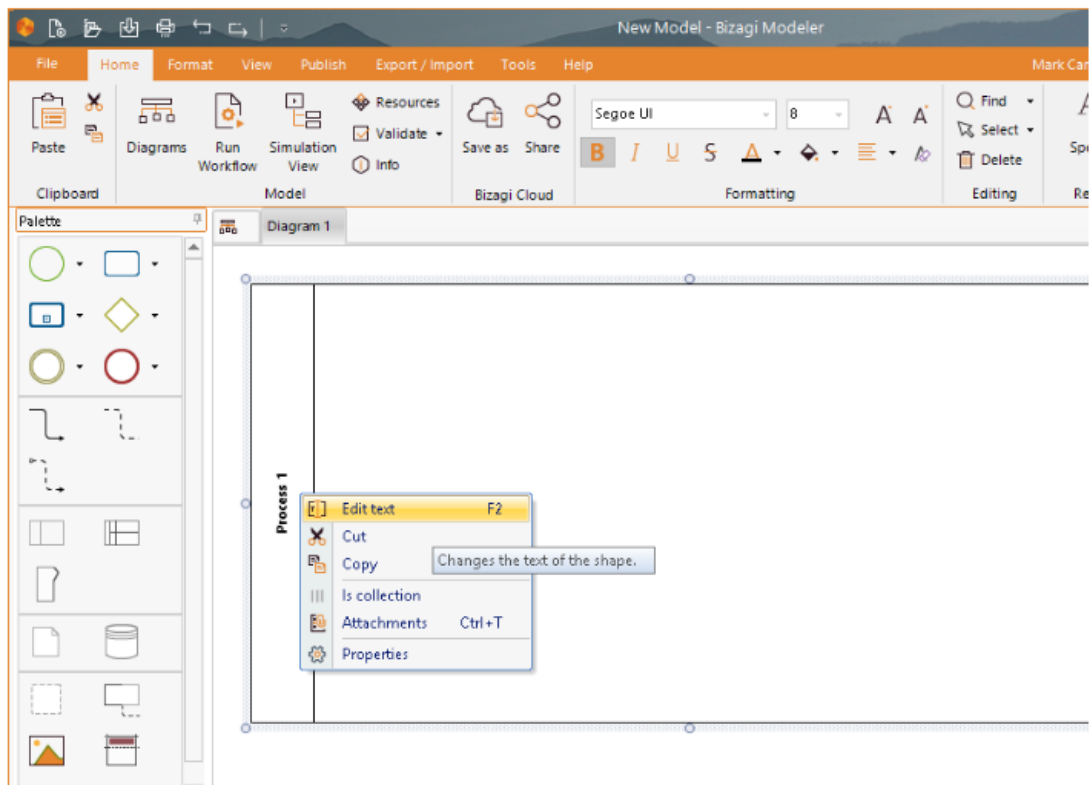 New Model - Bizagi Modeler
File Home Format View Publish Export / Import Tools Help Mark Car
Paste
Clipboard
Diagrams
Run Workflow
Simulation View
Resources
Validate
Info
Model
Save as
Share
Bizagi Cloud
Segoe UI 8
A A
B I U S A
Formatting
Find
Select
Delete
Editing
Spe
Re
Palette
Diagram 1
Process 1
Edit text F2
Cut
Copy
Changes the text of the shape.
Is collection
Attachments Ctrl+T
Properties